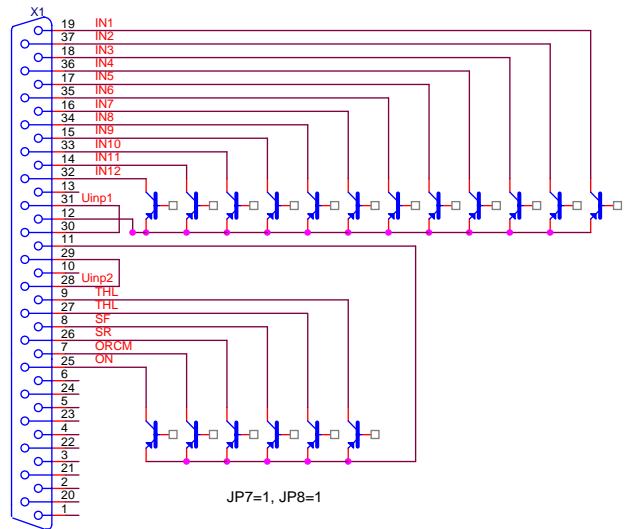 X1
19 IN1
37 IN2
18 IN3
36 IN4
17 IN5
35 IN6
16 IN7
34 IN8
15 IN9
33 IN10
14 IN11
32 IN12
13
31 Uinp1
12
30
11
29
10
28 Uinp2
9 THL
27 THL
8 SF
26 SR
7 ORCM
25 ON
6
24
5
23
4
22
3
21
2
20
1
JP7=1, JP8=1